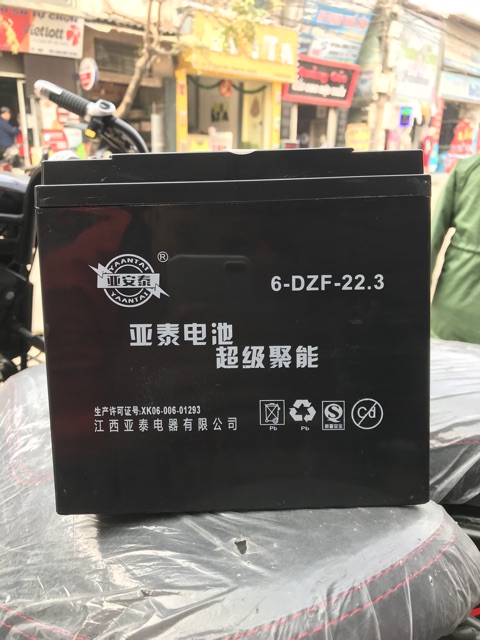 ietlott
YAANTAI
亚安泰
YAANTAI
®
6-DZF-22.3
亚泰电池
超级聚能
生产许可证号:XK06-006-01293
江西亚泰电器有限公司
Pb
Pb
Cd